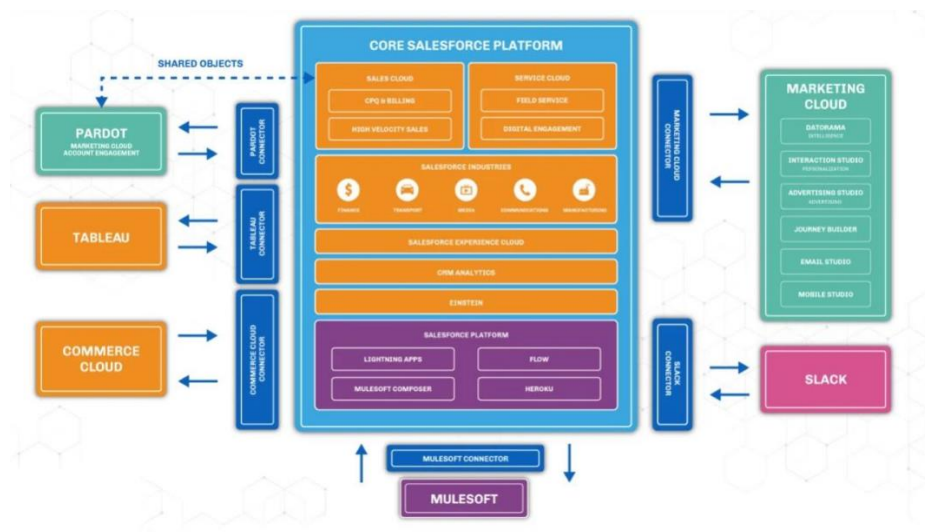 CORE SALESFORCE PLATFORM
SHARED OBJECTS
SALES CLOUD
CPQ & BILLING
HIGH VELOCITY SALES
SERVICE CLOUD
FIELD SERVICE
DIGITAL ENGAGEMENT
SALESFORCE INDUSTRIES
FINANCE
TRANSPORT
MEDIA
COMMUNICATIONS
MANUFACTURING
SALESFORCE EXPERIENCE CLOUD
CRM ANALYTICS
EINSTEIN
SALESFORCE PLATFORM
LIGHTNING APPS
FLOW
MULESOFT COMPOSER
HEROKU
PARDOT
MARKETING CLOUD
ACCOUNT ENGAGEMENT
PARDOT
CONNECTOR
TABLEAU
TABLEAU
CONNECTOR
COMMERCE
CLOUD
COMMERCE CLOUD
CONNECTOR
MARKETING CLOUD
CONNECTOR
MARKETING
CLOUD
DATORAMA
INTELLIGENCE
INTERACTION STUDIO
PERSONALIZATION
ADVERTISING STUDIO
ADVERTISING
JOURNEY BUILDER
EMAIL STUDIO
MOBILE STUDIO
SLACK
CONNECTOR
SLACK
MULESOFT CONNECTOR
MULESOFT